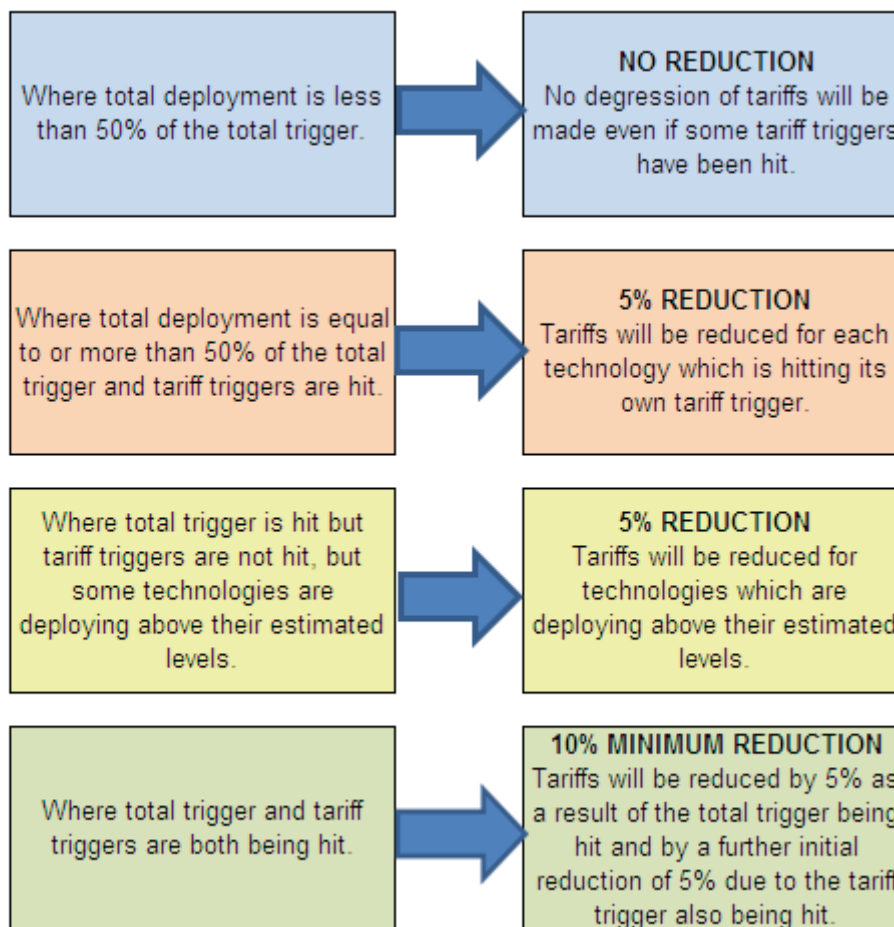 Where total deployment is less
than 50% of the total trigger.
NO REDUCTION
No degression of tariffs will be
made even if some tariff triggers
have been hit.
Where total deployment is equal
to or more than 50% of the total
trigger and tariff triggers are hit.
5% REDUCTION
Tariffs will be reduced for each
technology which is hitting its
own tariff trigger.
Where total trigger is hit but
tariff triggers are not hit, but
some technologies are
deploying above their estimated
levels.
5% REDUCTION
Tariffs will be reduced for
technologies which are
deploying above their estimated
levels.
Where total trigger and tariff
triggers are both being hit.
10% MINIMUM REDUCTION
Tariffs will be reduced by 5% as
a result of the total trigger being
hit and by a further initial
reduction of 5% due to the tariff
trigger also being hit.